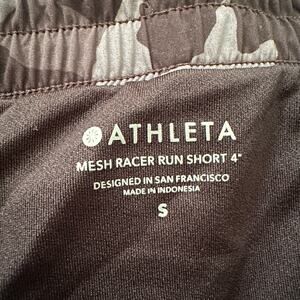 ATHLETA
MESH RACER RUN SHORT 4"
DESIGNED IN SAN FRANCISCO
MADE IN INDONESIA
S